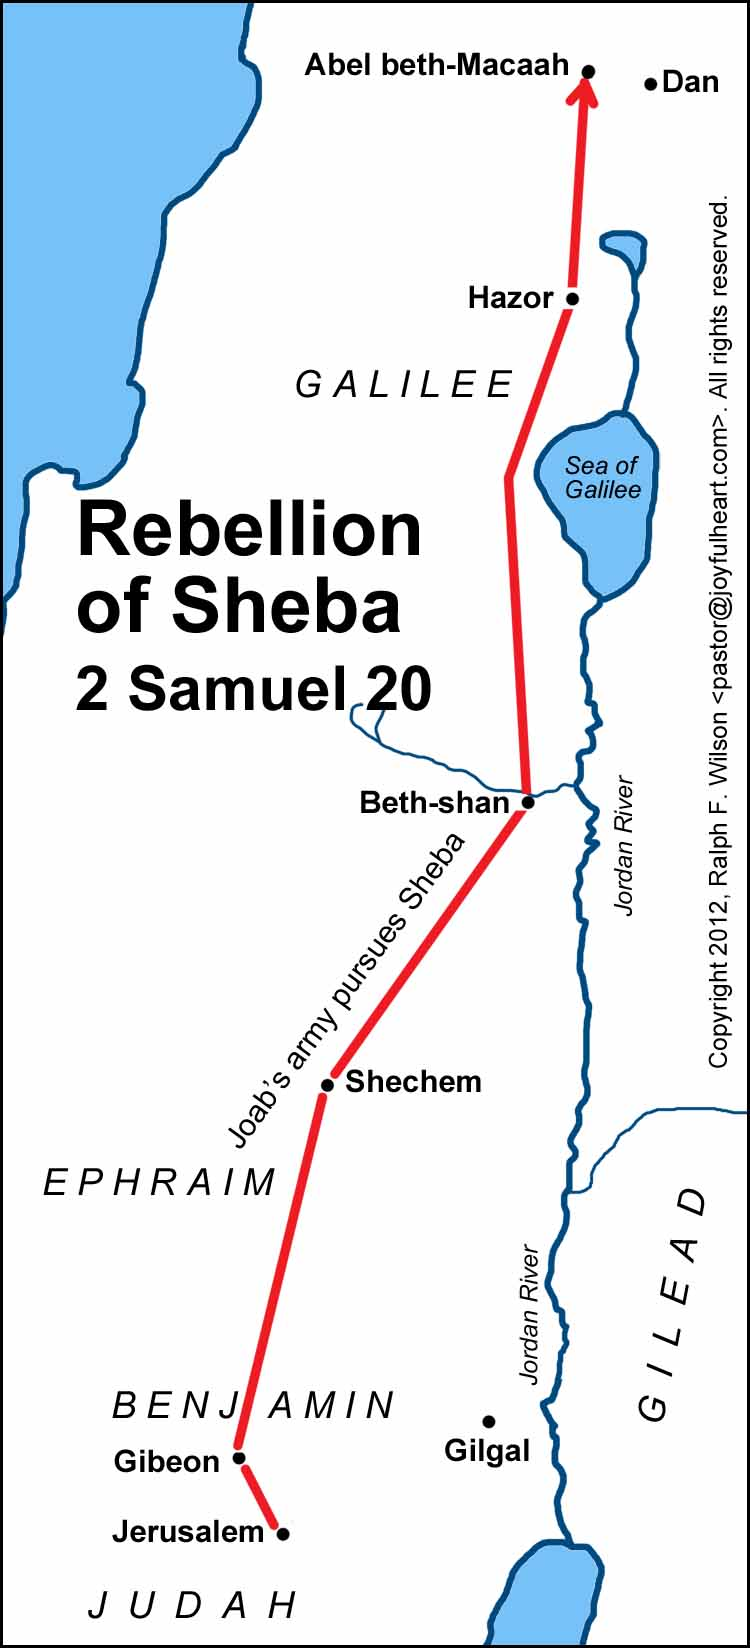 Abel beth-Macaah
Dan
Hazor
GALILEE
Sea of
Galilee
Rebellion
of Sheba
2 Samuel 20
Beth-shan
Jordan River
Joab's army pursues Sheba
Shechem
EPHRAIM
GILEAD
Jordan River
BENJAMIN
Gilgal
Gibeon
Jerusalem
JUDAH
Copyright 2012, Ralph F. Wilson <pastor@joyfulheart.com>. All rights reserved.